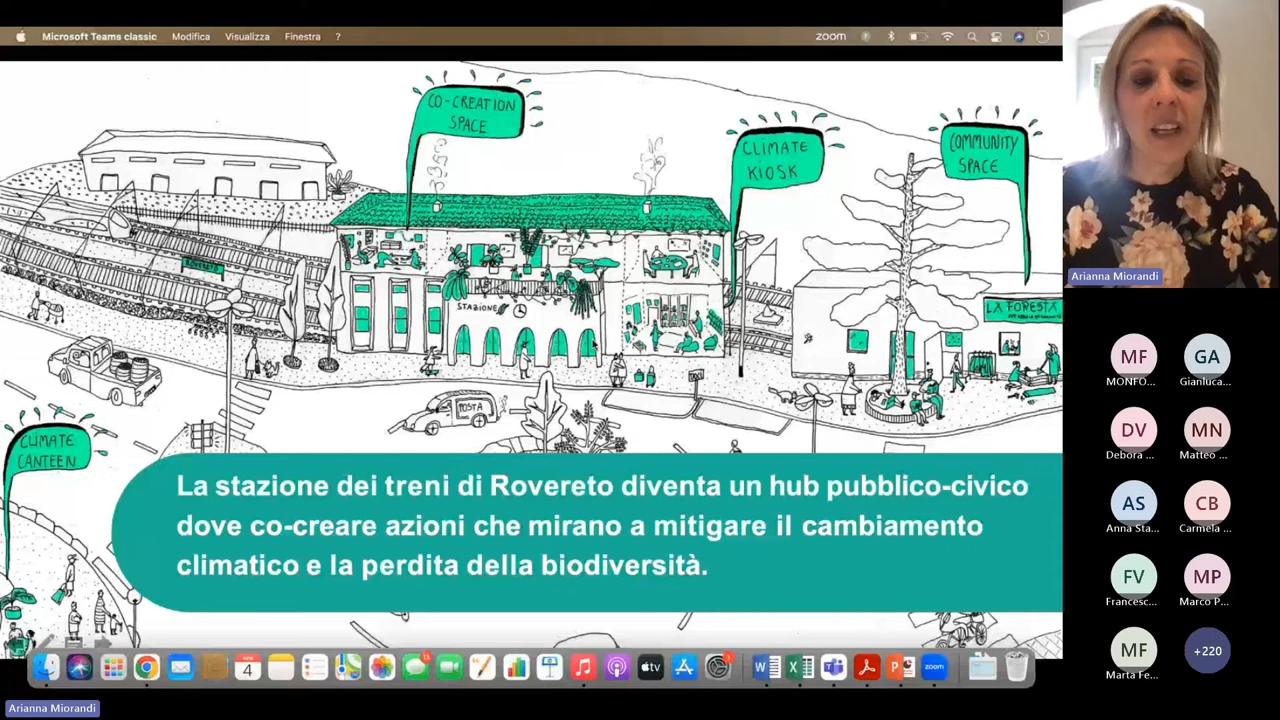 Microsoft Teams classic Modifica Visualizza Finestra ?
zoom
CO-CREATION
SPACE
CLIMATE
KIOSK
COMMUNITY
SPACE
ROVERETO
STAZIONE
LA FORESTA
POSTA
CLIMATE
CANTEEN
La stazione dei treni di Rovereto diventa un hub pubblico-civico
dove co-creare azioni che mirano a mitigare il cambiamento
climatico e la perdita della biodiversità.
4
tv
zoom
Arianna Miorandi
Arianna Miorandi
MF GA
MONFO... Gianluca...
DV MN
Debora ... Matteo ...
AS CB
Anna Sta... Carmela ...
FV MP
Francesc... Marco P...
MF +220
Marta Fe...